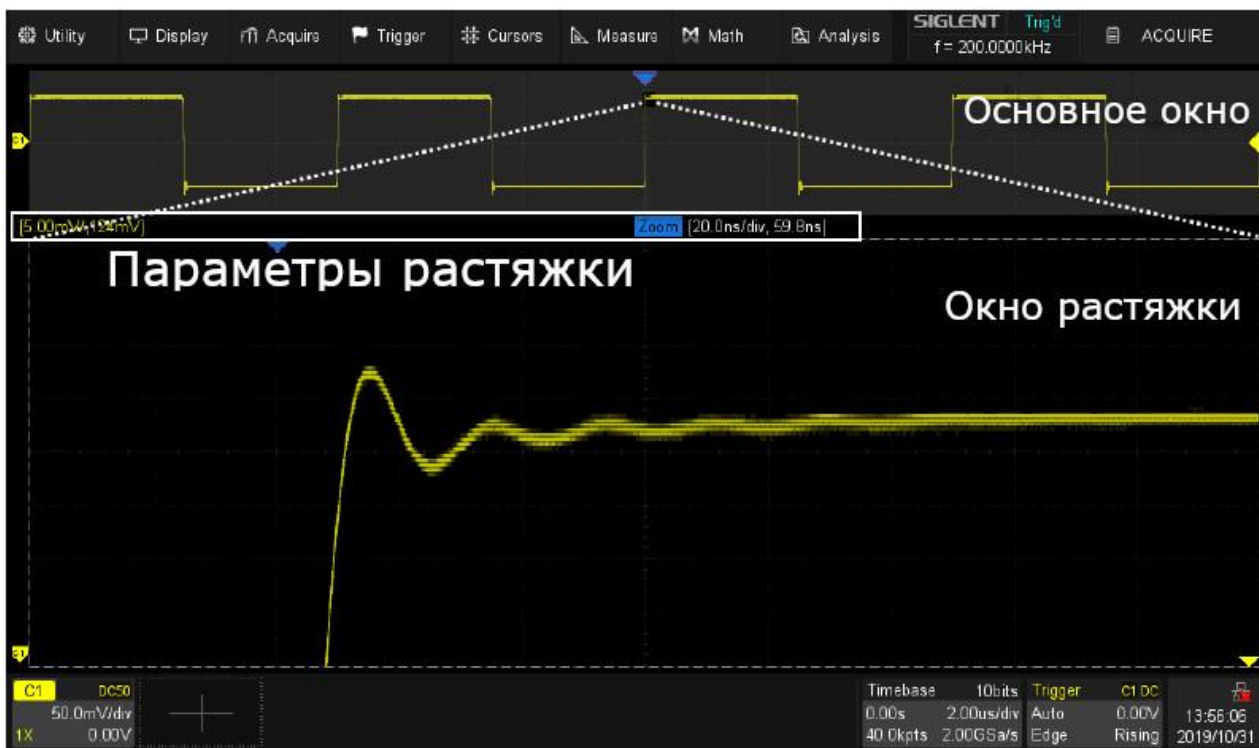 Utility Display Acquire Trigger Cursors Measure Math Analysis SIGLENT Trig'd ACQUIRE
f = 200.0000kHz
Основное окно
C1
Zoom [20.0ns/div, 59.8ns]
Параметры растяжки
Окно растяжки
C1
C1 DC50
50.0mV/div
1X 0.00V
Timebase 10bits
0.00s 2.00us/div
40.0kpts 2.00GSa/s
Trigger C1 DC
Auto 0.00V
Edge Rising
13:56:06
2019/10/31